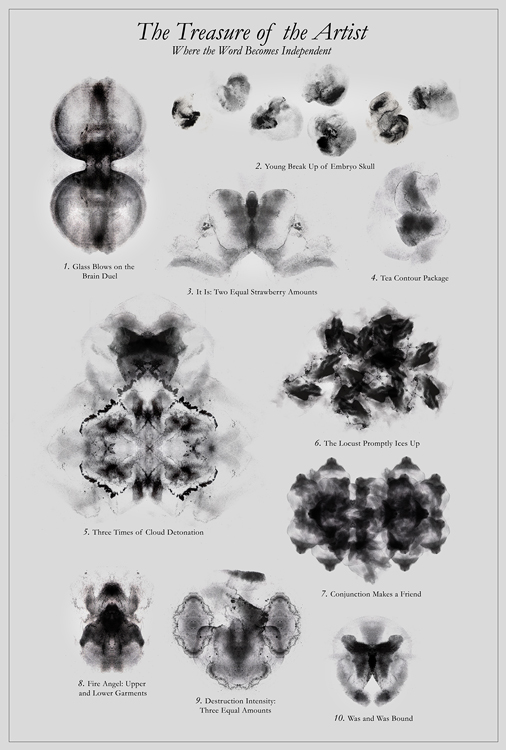 The Treasure of the Artist
Where the Word Becomes Independent
2. Young Break Up of Embryo Skull
1. Glass Blows on the
Brain Duel
4. Tea Contour Package
3. It Is: Two Equal Strawberry Amounts
6. The Locust Promptly Ices Up
5. Three Times of Cloud Detonation
7. Conjunction Makes a Friend
8. Fire Angel: Upper
and Lower Garments
9. Destruction Intensity:
Three Equal Amounts
10. Was and Was Bound